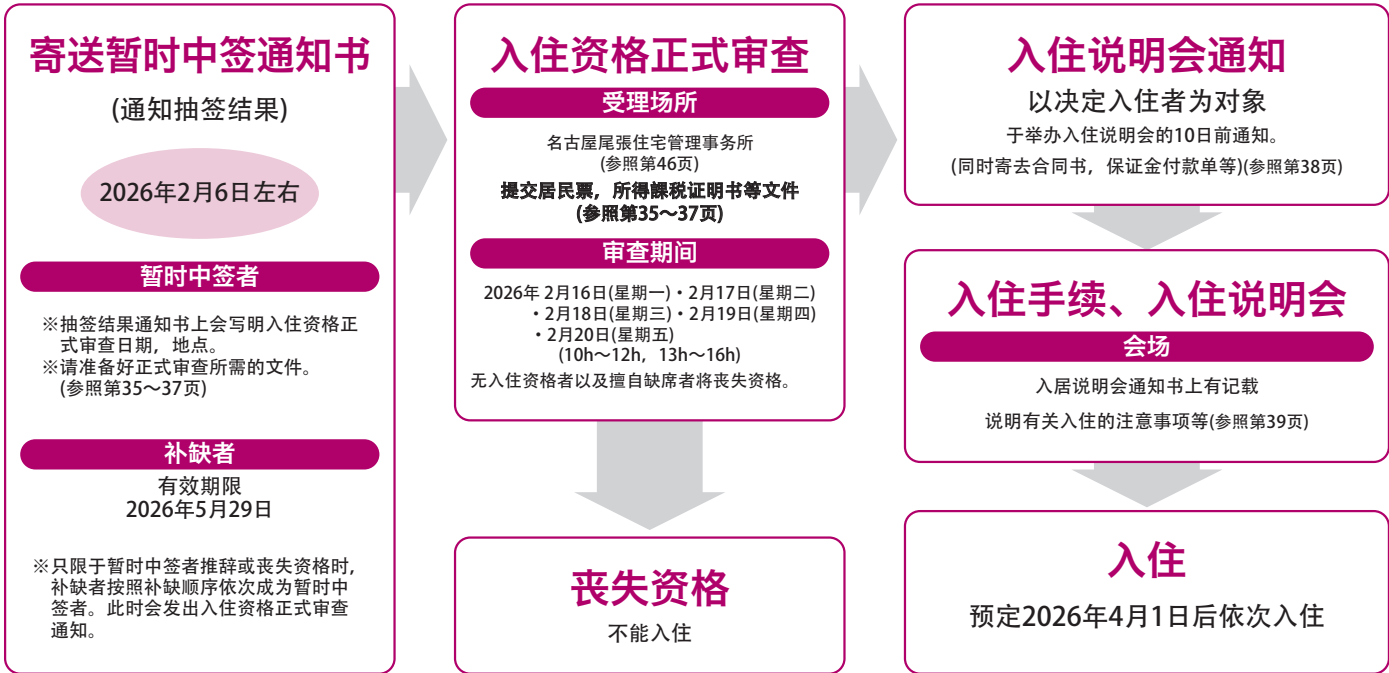 寄送暂时中签通知书
(通知抽签结果)
2026年2月6日左右
暂时中签者
※抽签结果通知书上会写明入住资格正
式审查日期，地点。
※请准备好正式审查所需的文件。
(参照第35～37页)
补缺者
有效期限
2026年5月29日
※只限于暂时中签者推辞或丧失资格时，
补缺者按照补缺顺序依次成为暂时中
签者。此时会发出入住资格正式审查
通知。
入住资格正式审查
受理场所
名古屋尾張住宅管理事务所
(参照第46页)
提交居民票，所得課税证明书等文件
(参照第35～37页)
审查期间
2026年 2月16日(星期一)・2月17日(星期二)
・2月18日(星期三)・2月19日(星期四)
・2月20日(星期五)
(10h～12h，13h～16h)
无入住资格者以及擅自缺席者将丧失资格。
丧失资格
不能入住
入住说明会通知
以决定入住者为对象
于举办入住说明会的10日前通知。
(同时寄去合同书，保证金付款单等)(参照第38页)
入住手续、入住说明会
会场
入居说明会通知书上有记载
说明有关入住的注意事项等(参照第39页)
入住
预定2026年4月1日后依次入住